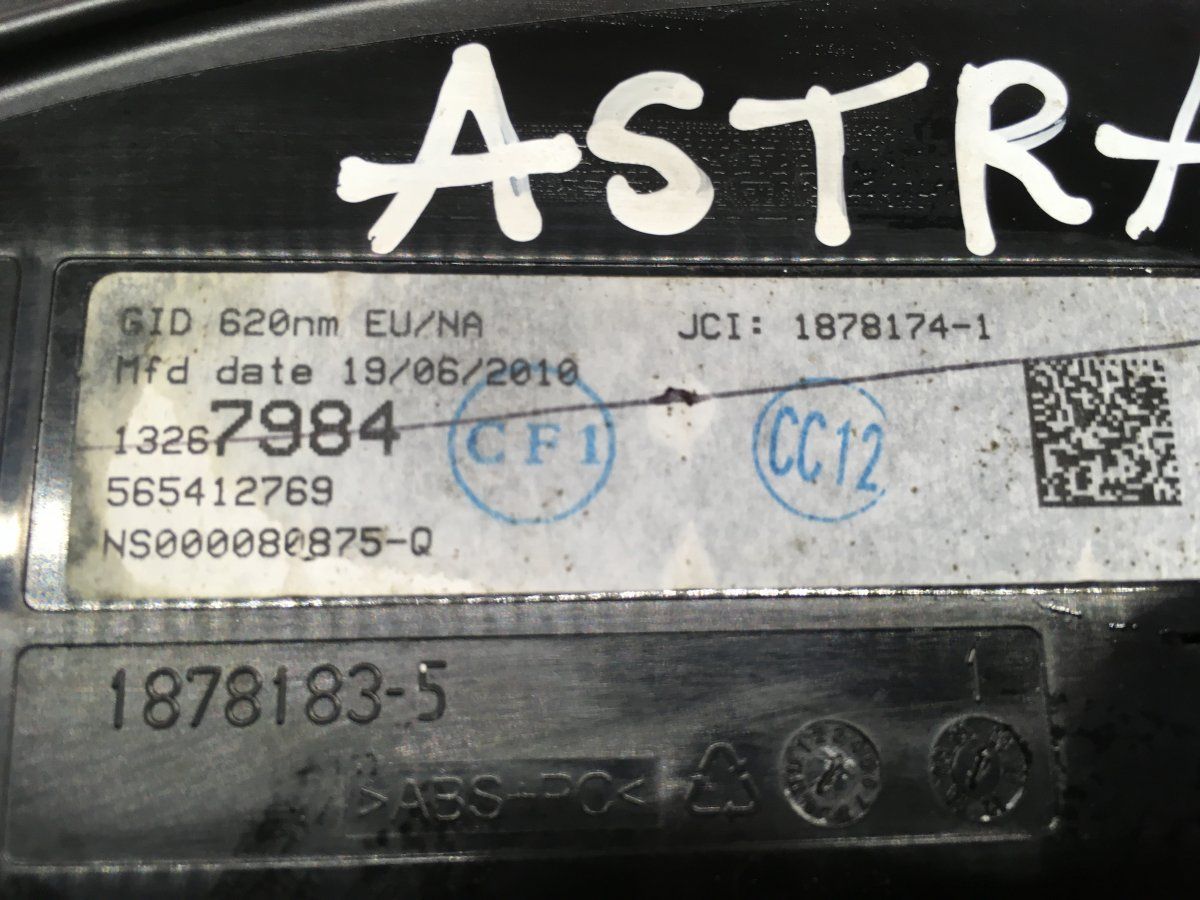 ASTRA
GID 620nm EU/NA
JCI: 1878174-1
Mfd date 19/06/2010
13267984
CF1
CC12
565412769
NS000080875-Q
1878183-5
1
>ABS+PC<